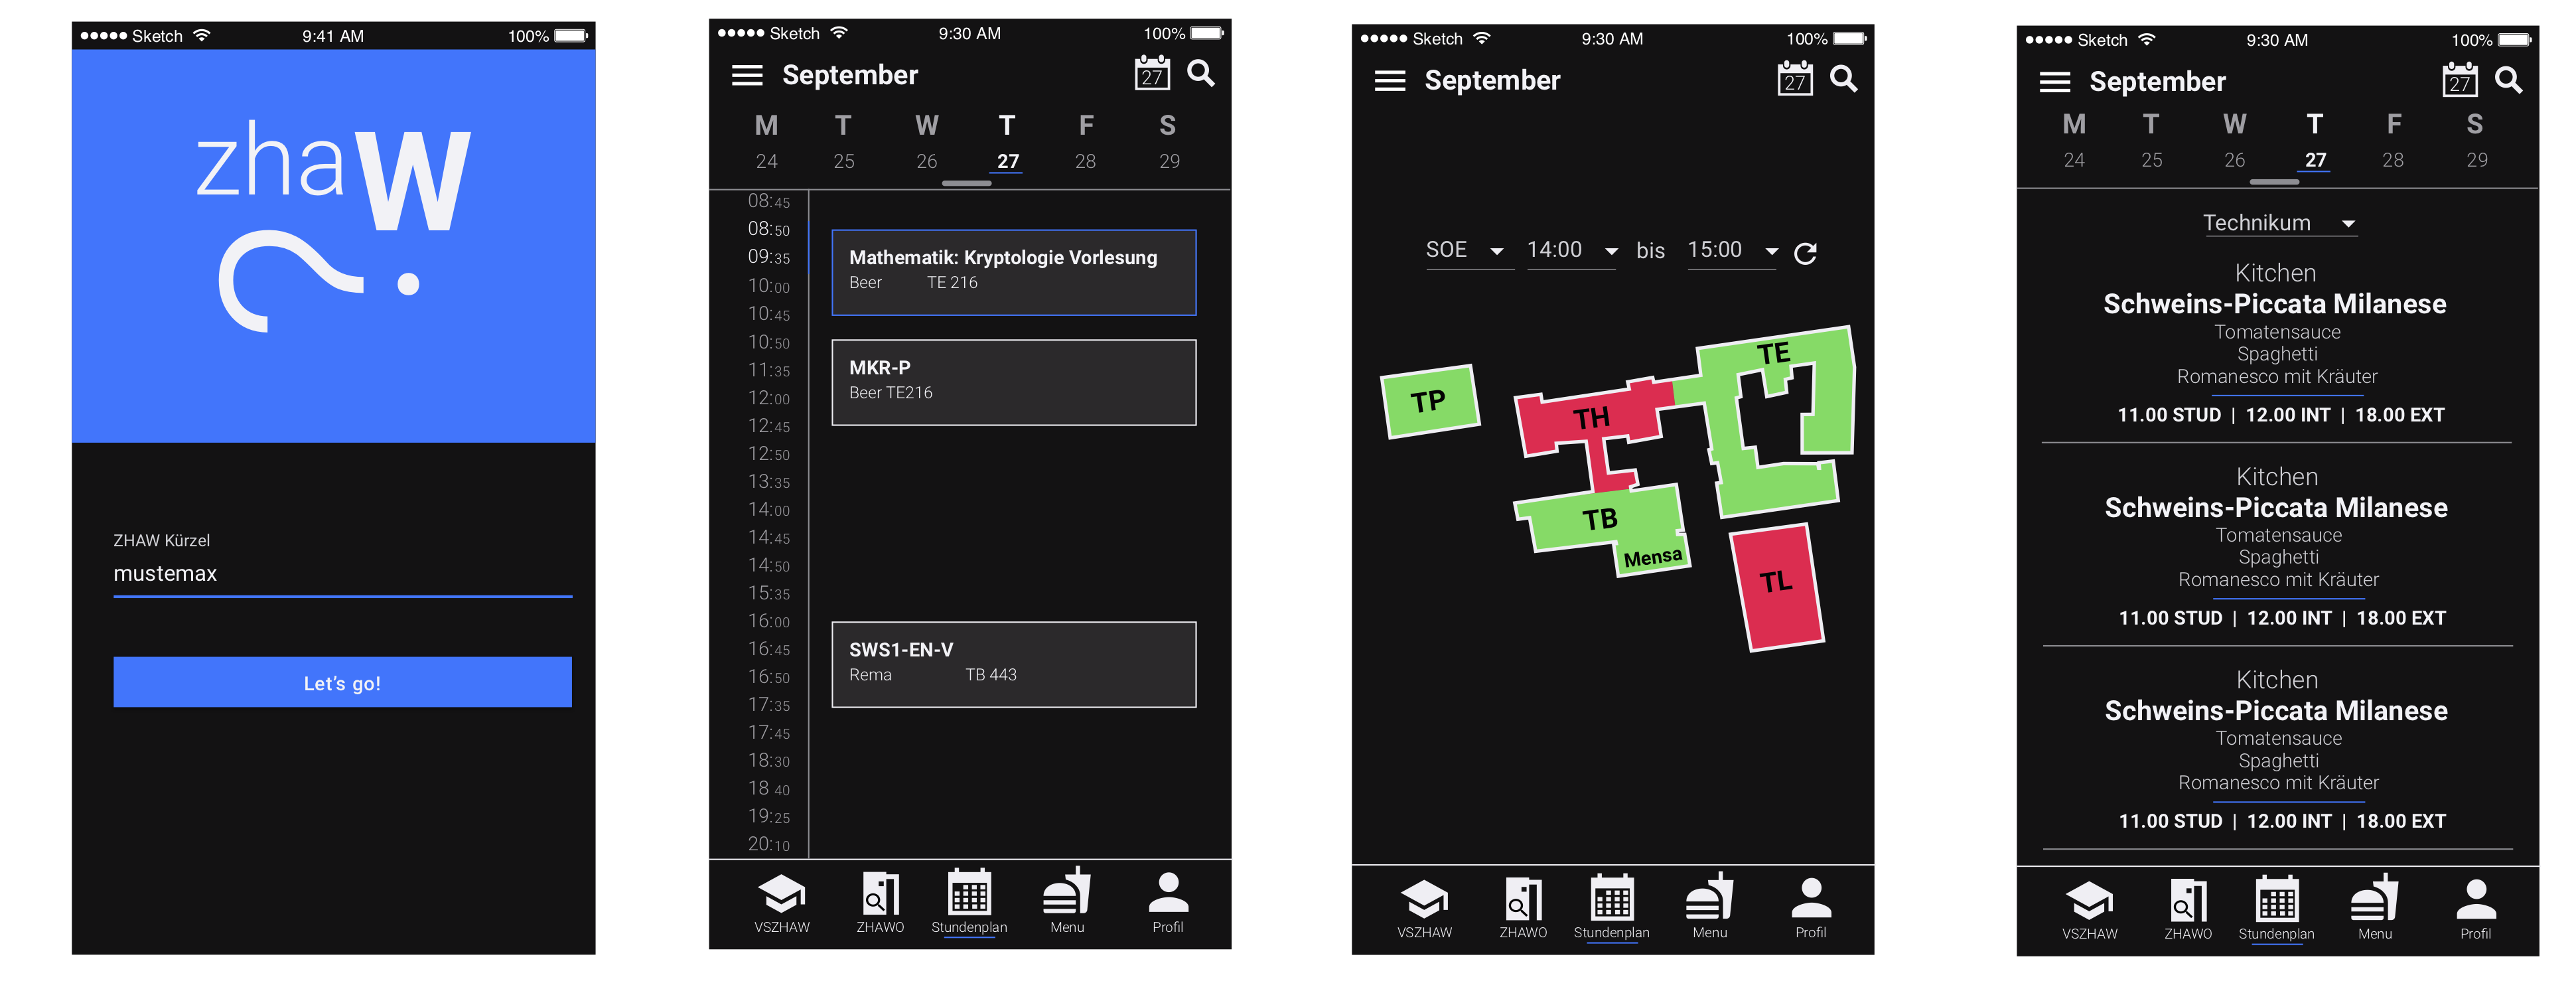 Sketch 9:41 AM 100%
zhaW
ZHAW Kürzel
mustemax
Let's go!
Sketch 9:30 AM 100%
September 27
M T W T F S
24 25 26 27 28 29
08:45
08:50
09:35
10:00
10:45
10:50
11:35
12:00
12:45
12:50
13:35
14:00
14:45
14:50
15:35
16:00
16:45
16:50
17:35
17:45
18:30
18 40
19:25
20:10
Mathematik: Kryptologie Vorlesung
Beer TE 216
MKR-P
Beer TE216
SWS1-EN-V
Rema TB 443
VSZHAW ZHAWO Stundenplan Menu Profil
Sketch 9:30 AM 100%
September 27
SOE 14:00 bis 15:00
TE
TP
TH
TB
Mensa
TL
VSZHAW ZHAWO Stundenplan Menu Profil
Sketch 9:30 AM 100%
September 27
M T W T F S
24 25 26 27 28 29
Technikum
Kitchen
Schweins-Piccata Milanese
Tomatensauce
Spaghetti
Romanesco mit Kräuter
11.00 STUD | 12.00 INT | 18.00 EXT
Kitchen
Schweins-Piccata Milanese
Tomatensauce
Spaghetti
Romanesco mit Kräuter
11.00 STUD | 12.00 INT | 18.00 EXT
Kitchen
Schweins-Piccata Milanese
Tomatensauce
Spaghetti
Romanesco mit Kräuter
11.00 STUD | 12.00 INT | 18.00 EXT
VSZHAW ZHAWO Stundenplan Menu Profil